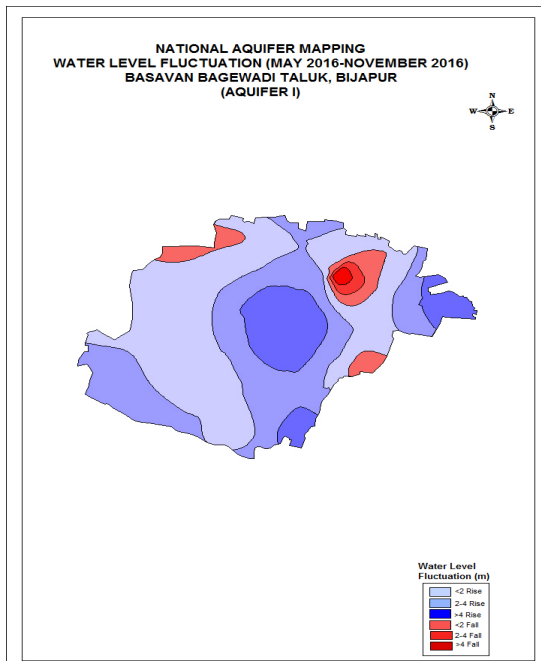 NATIONAL AQUIFER MAPPING
WATER LEVEL FLUCTUATION (MAY 2016-NOVEMBER 2016)
BASAVAN BAGEWADI TALUK, BIJAPUR
(AQUIFER I)
N
W E
S
Water Level
Fluctuation (m)
<2 Rise
2-4 Rise
>4 Rise
<2 Fall
2-4 Fall
>4 Fall